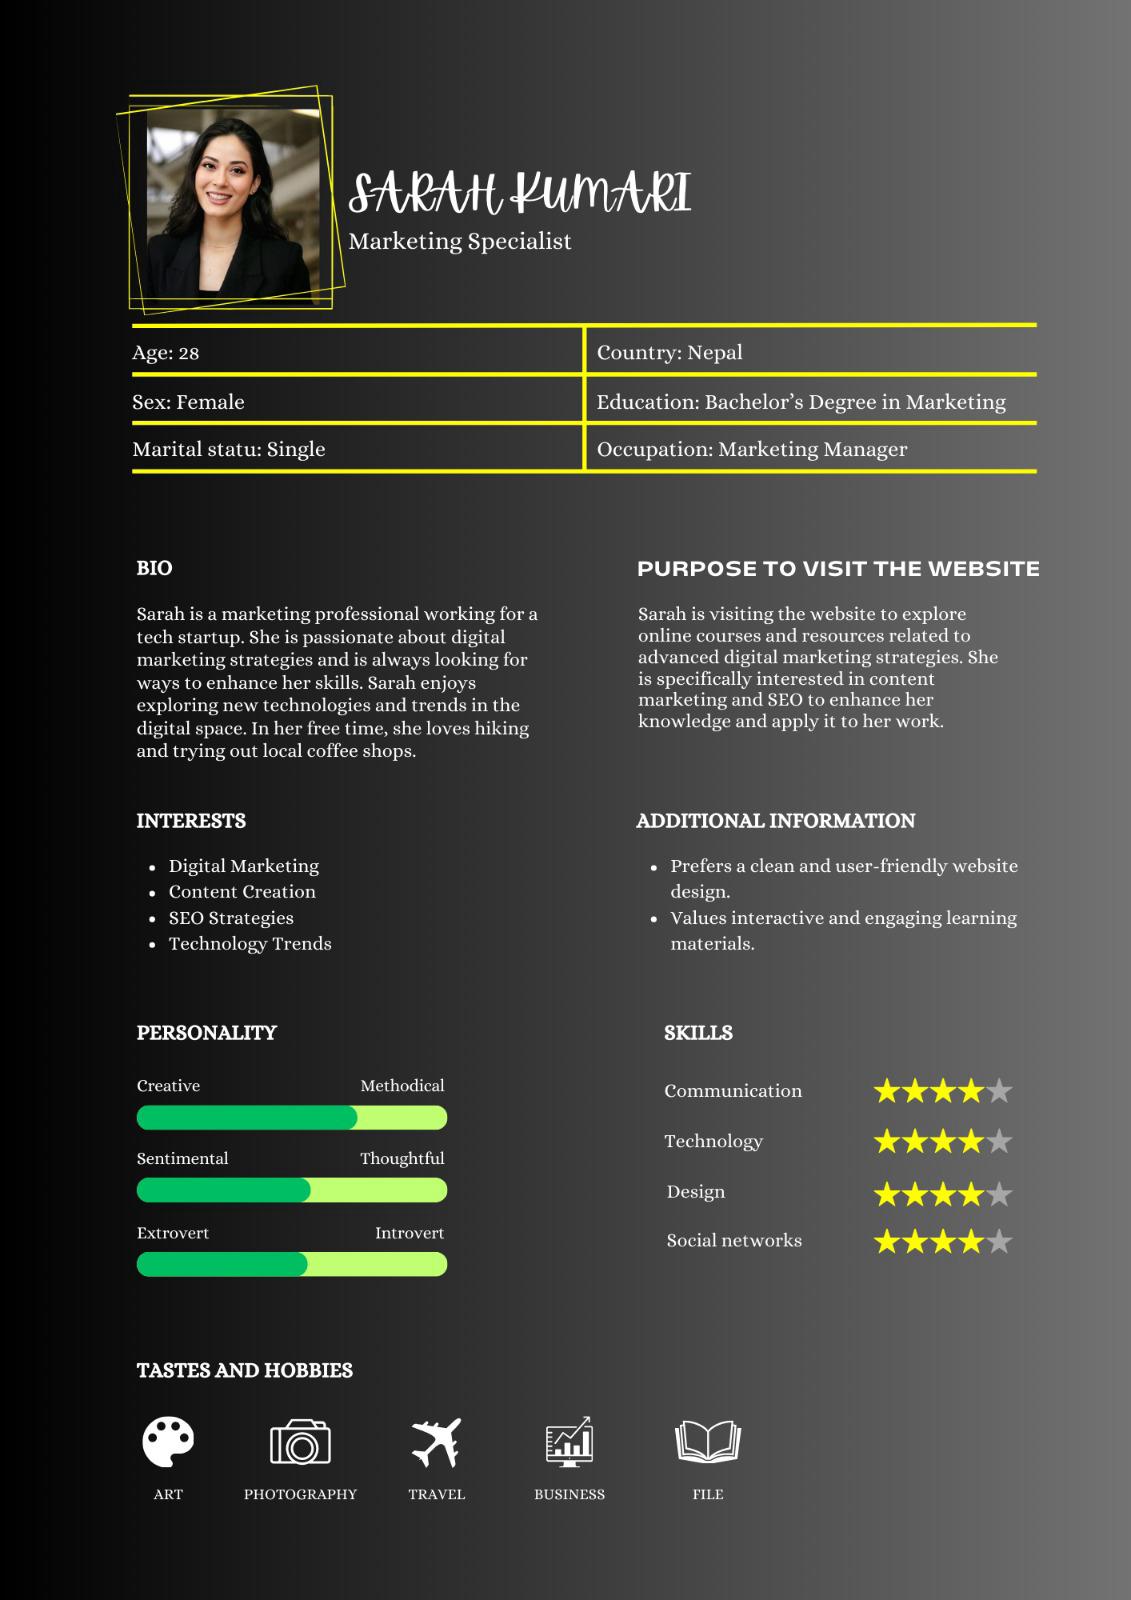 SARAH KUMARI
Marketing Specialist
Age: 28
Country: Nepal
Sex: Female
Education: Bachelor’s Degree in Marketing
Marital statu: Single
Occupation: Marketing Manager
BIO
Sarah is a marketing professional working for a
tech startup. She is passionate about digital
marketing strategies and is always looking for
ways to enhance her skills. Sarah enjoys
exploring new technologies and trends in the
digital space. In her free time, she loves hiking
and trying out local coffee shops.
PURPOSE TO VISIT THE WEBSITE
Sarah is visiting the website to explore
online courses and resources related to
advanced digital marketing strategies. She
is specifically interested in content
marketing and SEO to enhance her
knowledge and apply it to her work.
INTERESTS
• Digital Marketing
• Content Creation
• SEO Strategies
• Technology Trends
ADDITIONAL INFORMATION
• Prefers a clean and user-friendly website
design.
• Values interactive and engaging learning
materials.
PERSONALITY
Creative Methodical
Sentimental Thoughtful
Extrovert Introvert
SKILLS
Communication
Technology
Design
Social networks
TASTES AND HOBBIES
ART PHOTOGRAPHY TRAVEL BUSINESS FILE